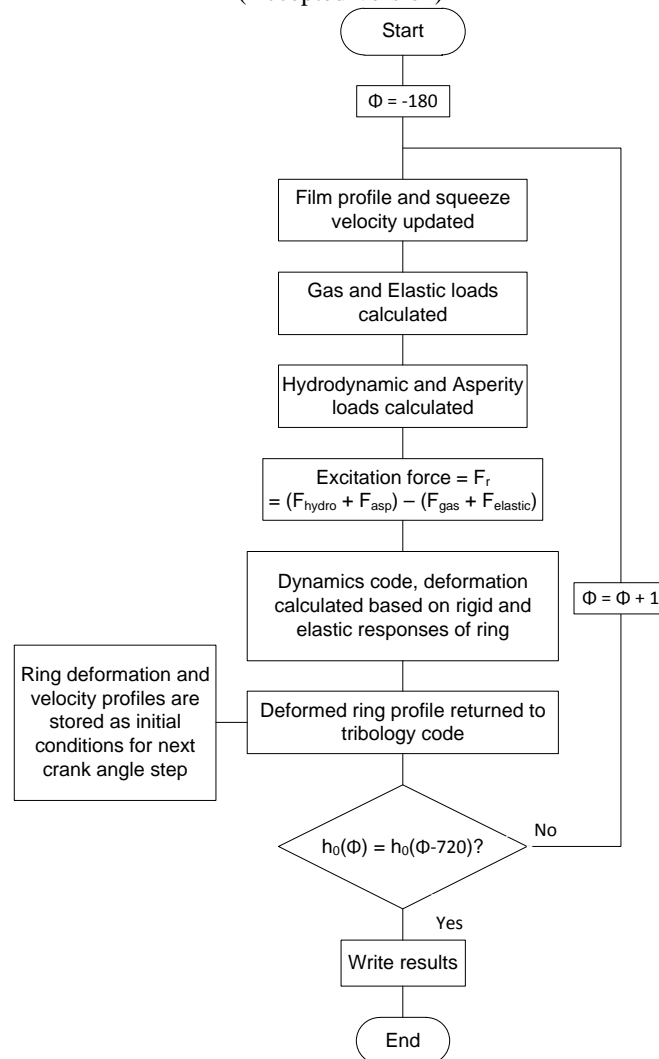 Start
Φ = -180
Film profile and squeeze
velocity updated
Gas and Elastic loads
calculated
Hydrodynamic and Asperity
loads calculated
Excitation force = Fr
= (Fhydro + Fasp) – (Fgas + Felastic)
Dynamics code, deformation
calculated based on rigid and
elastic responses of ring
Φ = Φ + 1
Ring deformation and
velocity profiles are
stored as initial
conditions for next
crank angle step
Deformed ring profile returned to
tribology code
h0(Φ) = h0(Φ-720)?
No
Yes
Write results
End